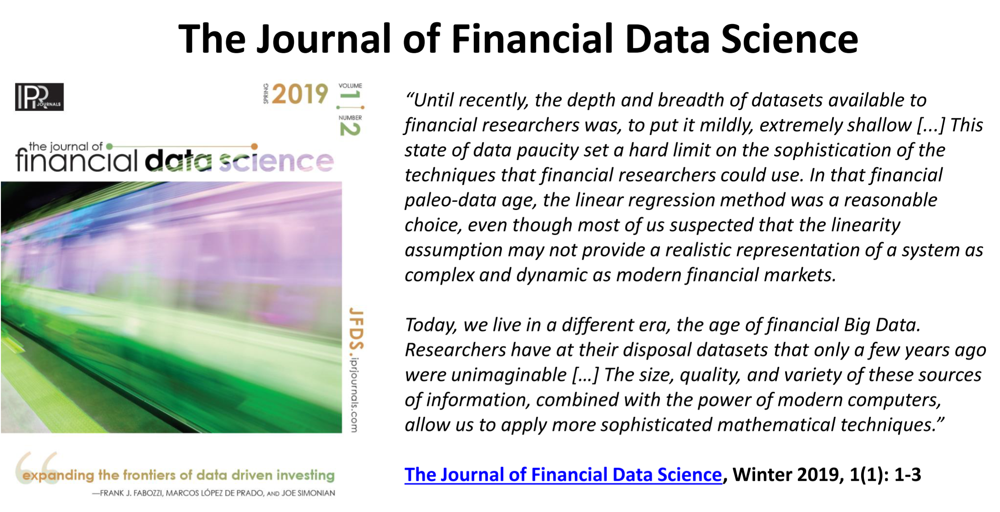 The Journal of Financial Data Science
IPR JOURNALS
SPRING 2019
VOLUME
1
NUMBER
2
the journal of
financial data science
JFDS.iprjournals.com
“expanding the frontiers of data driven investing
—FRANK J. FABOZZI, MARCOS LÓPEZ DE PRADO, AND JOE SIMONIAN
“Until recently, the depth and breadth of datasets available to
financial researchers was, to put it mildly, extremely shallow [...] This
state of data paucity set a hard limit on the sophistication of the
techniques that financial researchers could use. In that financial
paleo-data age, the linear regression method was a reasonable
choice, even though most of us suspected that the linearity
assumption may not provide a realistic representation of a system as
complex and dynamic as modern financial markets.
Today, we live in a different era, the age of financial Big Data.
Researchers have at their disposal datasets that only a few years ago
were unimaginable […] The size, quality, and variety of these sources
of information, combined with the power of modern computers,
allow us to apply more sophisticated mathematical techniques.”
The Journal of Financial Data Science, Winter 2019, 1(1): 1-3